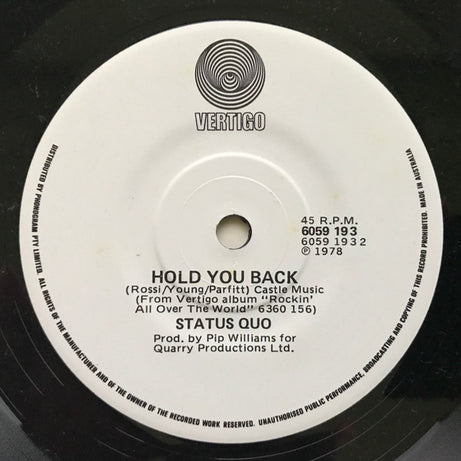 VERTIGO
45 R.P.M.
6059 193
6059 193 2
℗ 1978
HOLD YOU BACK
(Rossi/Young/Parfitt) Castle Music
(From Vertigo album "Rockin'
All Over The World" 6360 156)
STATUS QUO
Prod. by Pip Williams for
Quarry Productions Ltd.
DISTRIBUTED BY PHONOGRAM PTY LIMITED. ALL RIGHTS OF THE MANUFACTURER AND OF THE OWNER OF THE RECORDED WORK RESERVED. UNAUTHORISED PUBLIC PERFORMANCE, BROADCASTING AND COPYING OF THIS RECORD PROHIBITED. MADE IN AUSTRALIA